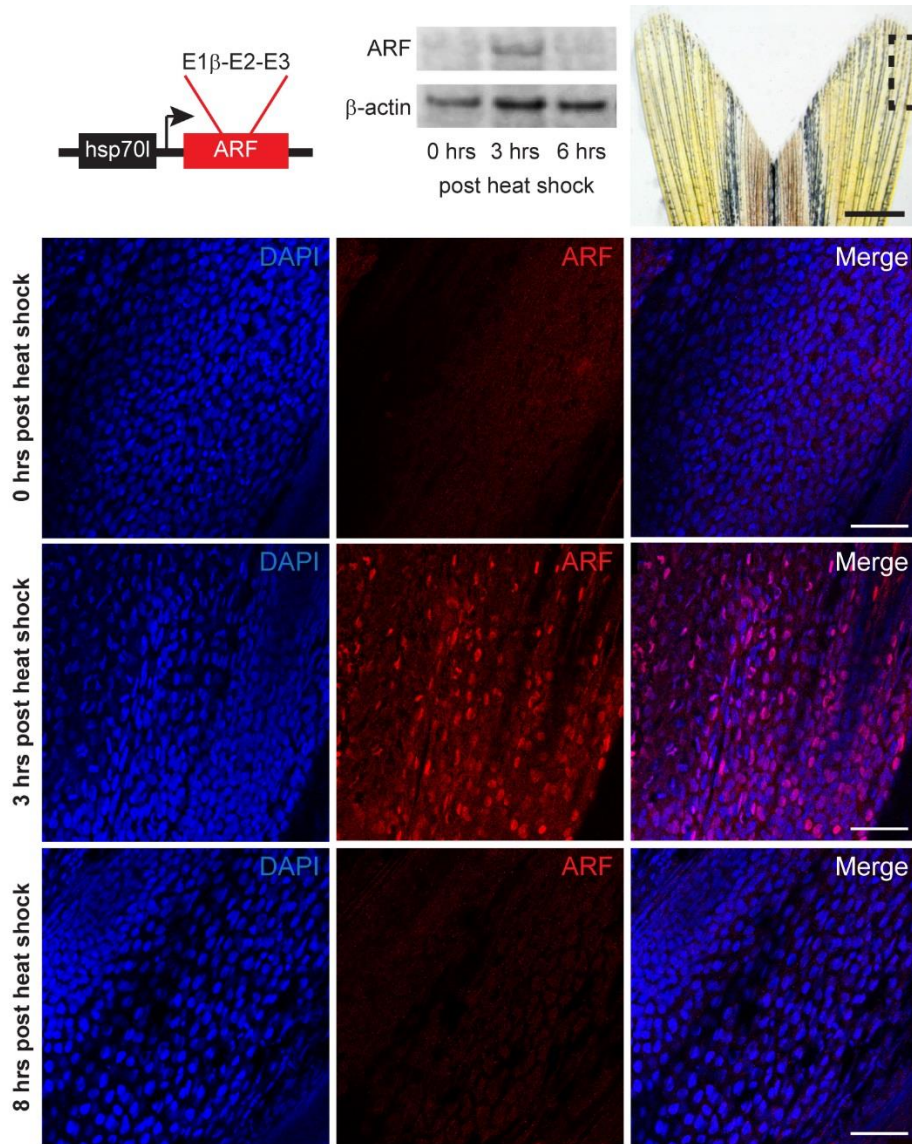 E1β-E2-E3
hsp70l
ARF
ARF
β-actin
0 hrs 3 hrs 6 hrs
post heat shock
0 hrs post heat shock
DAPI
ARF
Merge
3 hrs post heat shock
DAPI
ARF
Merge
8 hrs post heat shock
DAPI
ARF
Merge